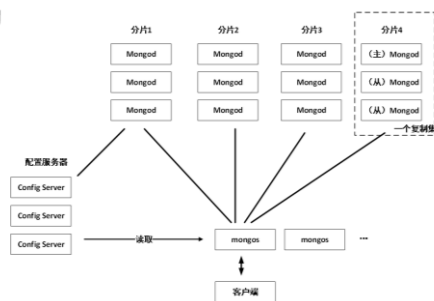 分片1 分片2 分片3 分片4
Mongod Mongod Mongod （主）Mongod
Mongod Mongod Mongod （从）Mongod
Mongod Mongod Mongod （从）Mongod
一个复制集
配置服务器
Config Server
Config Server
Config Server 读取 mongos mongos ...
客户端